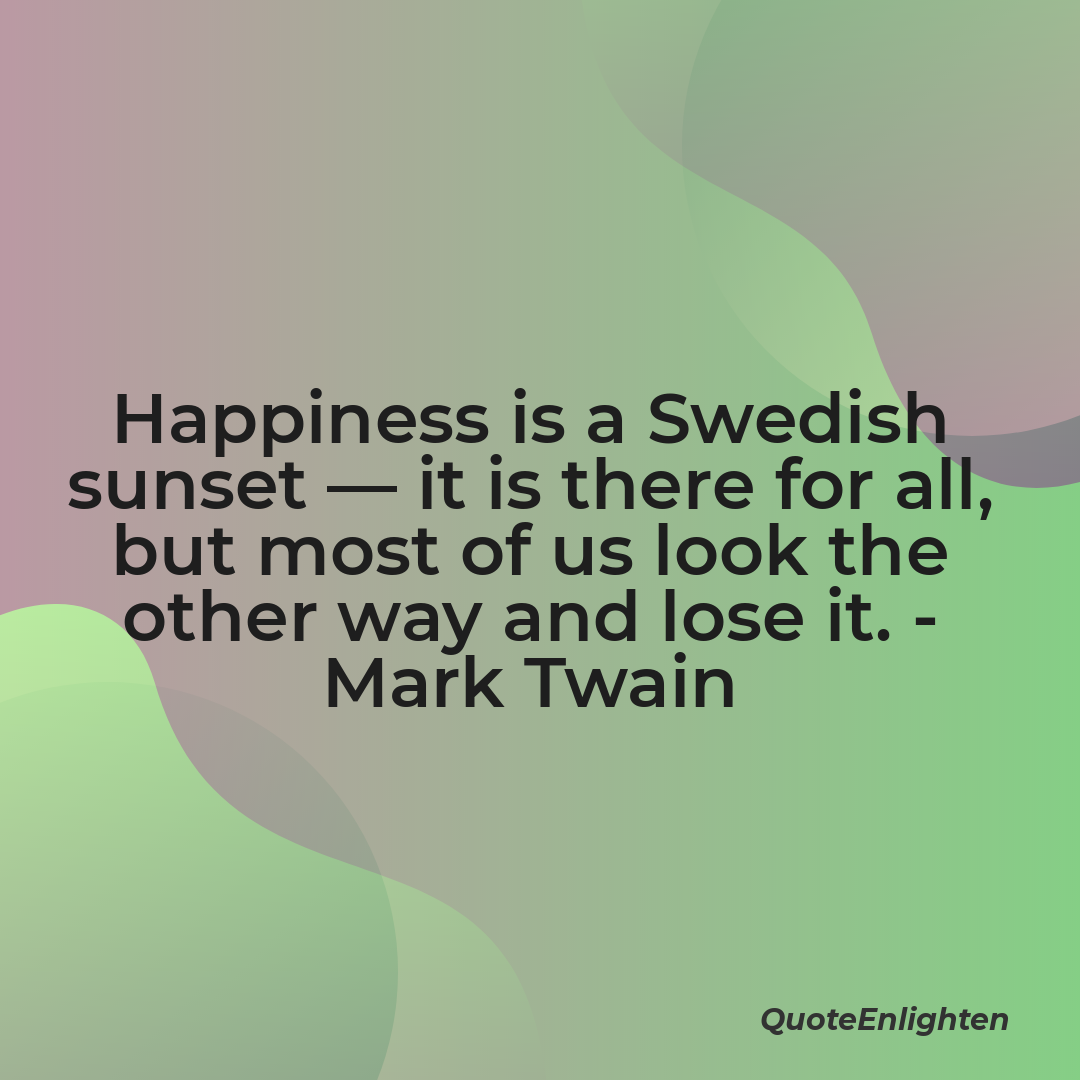 Happiness is a Swedish
sunset — it is there for all,
but most of us look the
other way and lose it. -
Mark Twain
QuoteEnlighten